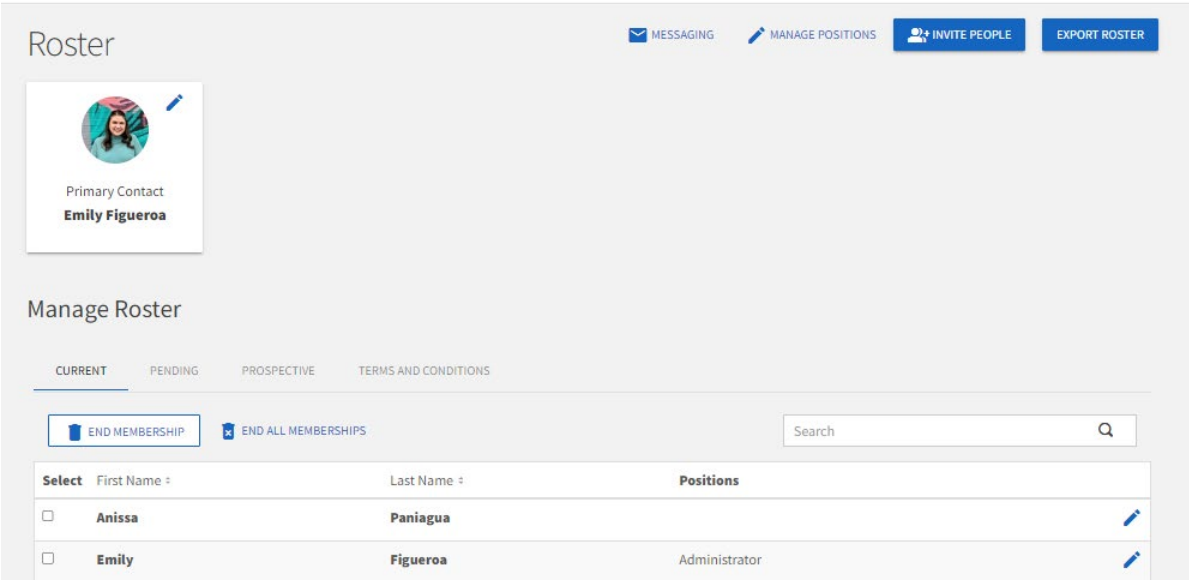 Roster
MESSAGING
MANAGE POSITIONS
INVITE PEOPLE
EXPORT ROSTER
Primary Contact
Emily Figueroa
Manage Roster
CURRENT PENDING PROSPECTIVE TERMS AND CONDITIONS
END MEMBERSHIP END ALL MEMBERSHIPS Search
Select First Name Last Name Positions
Anissa Paniagua
Emily Figueroa Administrator